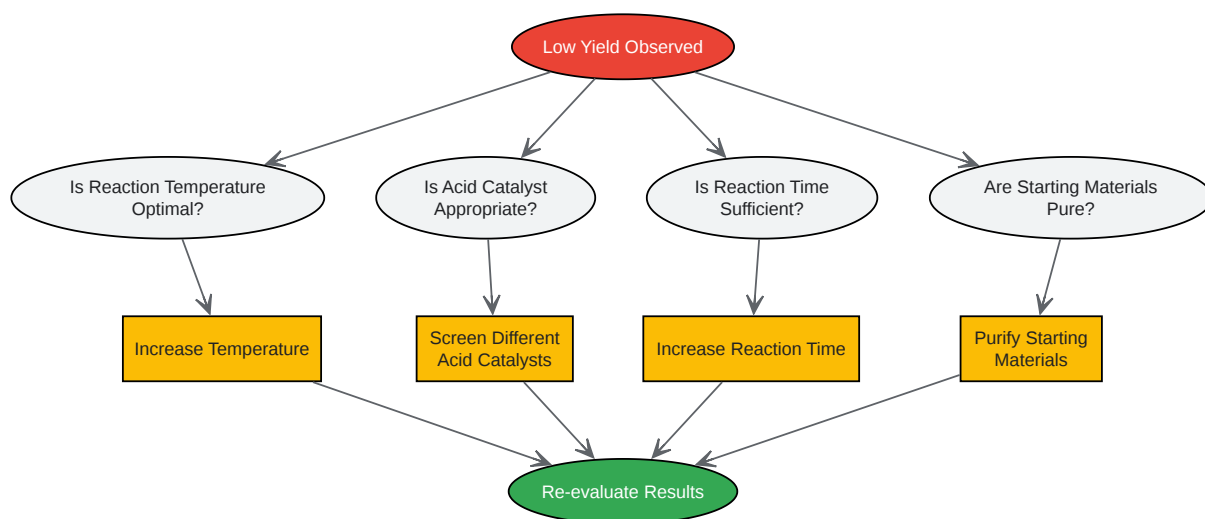 Low Yield Observed
Is Reaction Temperature
Optimal?
Is Acid Catalyst
Appropriate?
Is Reaction Time
Sufficient?
Are Starting Materials
Pure?
Increase Temperature
Screen Different
Acid Catalysts
Increase Reaction Time
Purify Starting
Materials
Re-evaluate Results